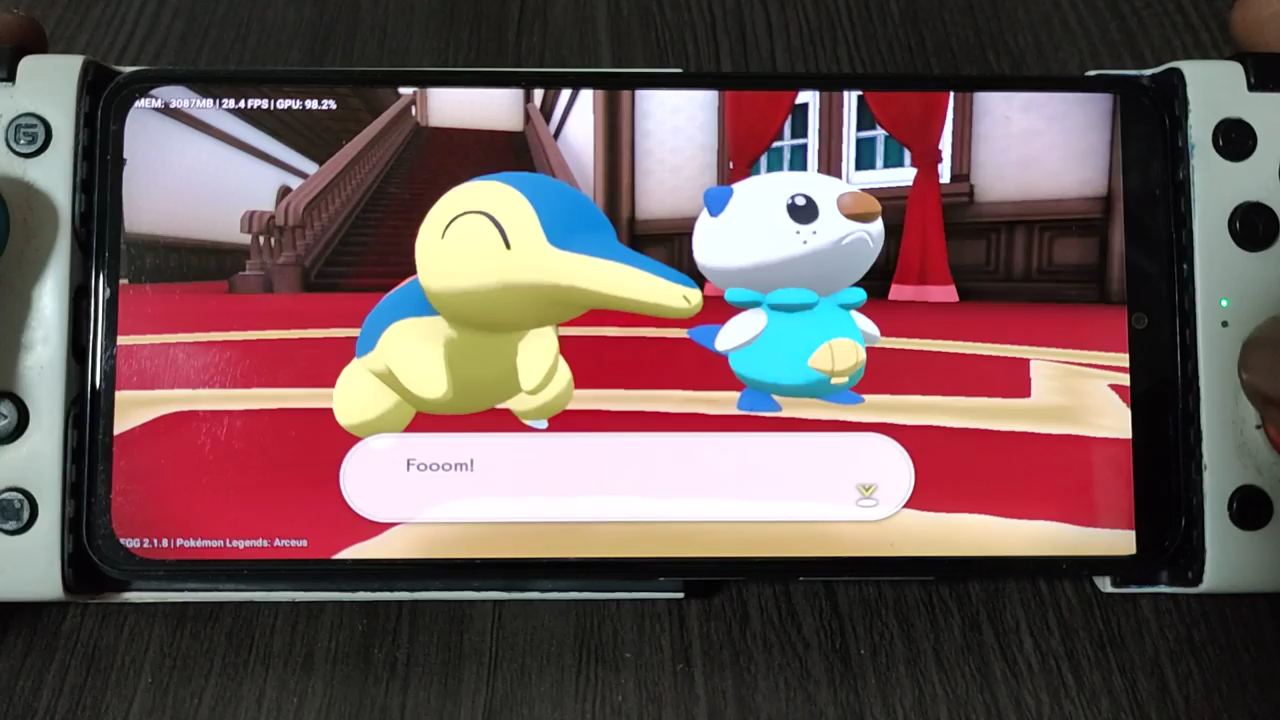 MEM: 3087MB | 28.4 FPS | GPU: 98.2%
Fooom!
EGG 2.1.8 | Pokémon Legends: Arceus